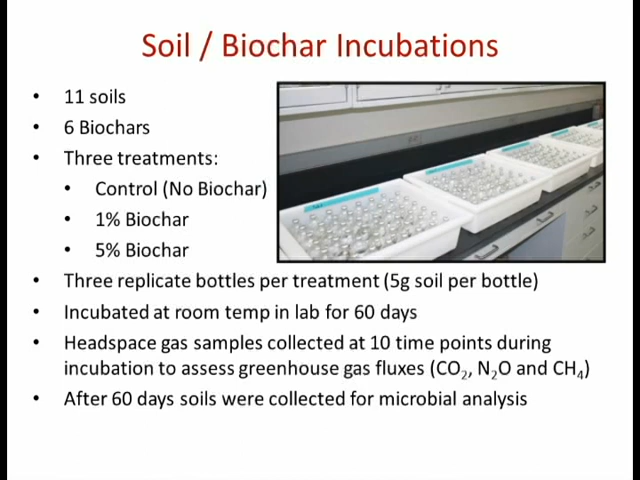 Soil / Biochar Incubations
• 11 soils
• 6 Biochars
• Three treatments:
• Control (No Biochar)
• 1% Biochar
• 5% Biochar
• Three replicate bottles per treatment (5g soil per bottle)
• Incubated at room temp in lab for 60 days
• Headspace gas samples collected at 10 time points during
incubation to assess greenhouse gas fluxes (CO₂, N₂O and CH₄)
• After 60 days soils were collected for microbial analysis